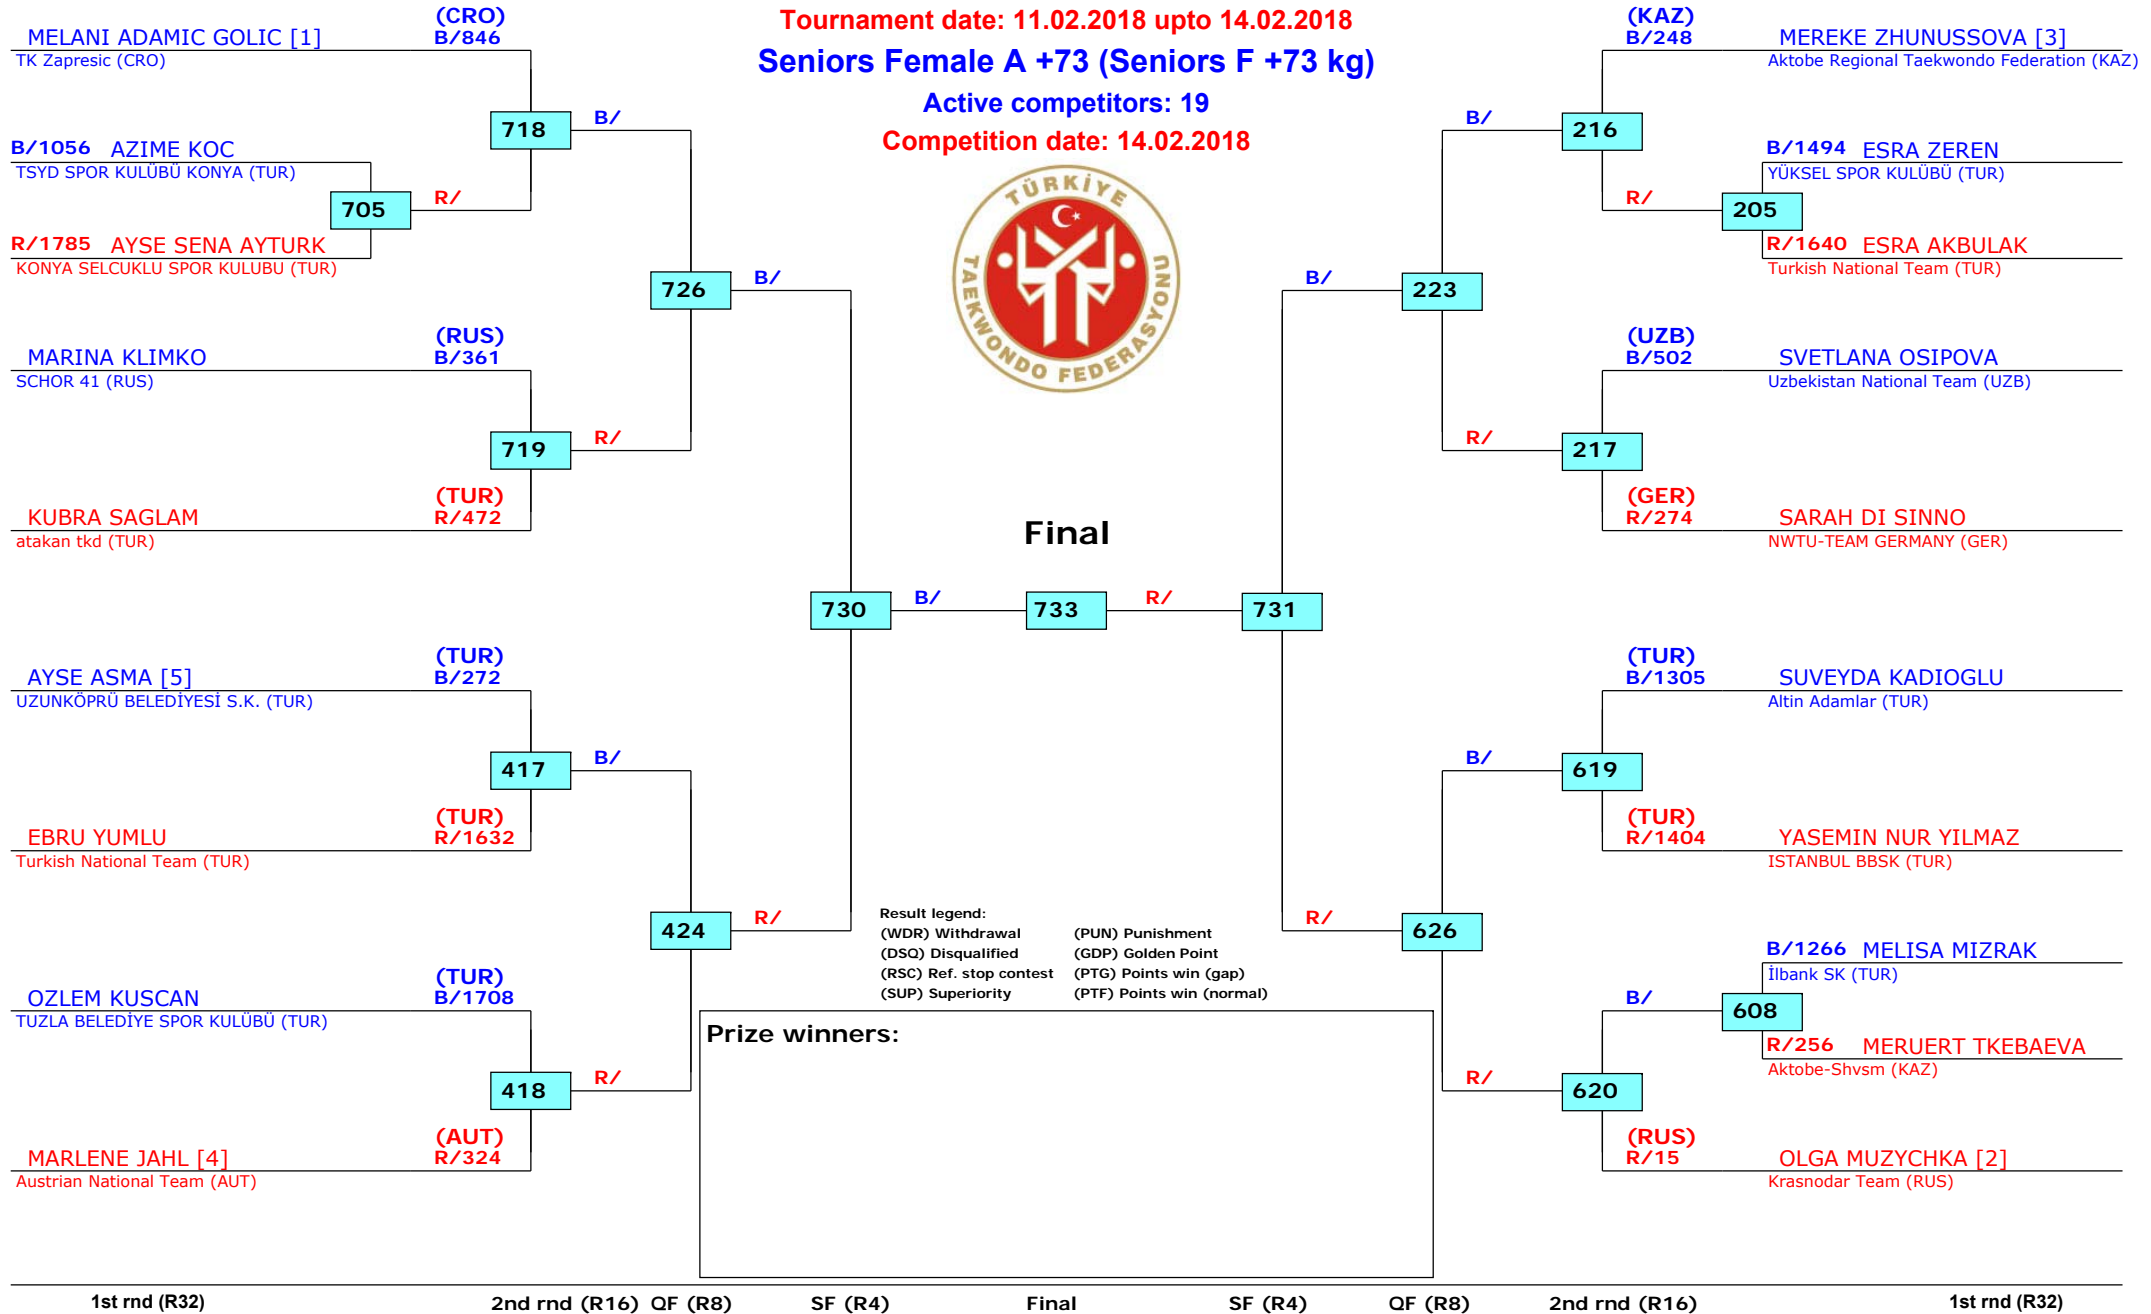 Tournament date: 11.02.2018 upto 14.02.2018
Seniors Female A +73 (Seniors F +73 kg)
Active competitors: 19
Competition date: 14.02.2018
TÜRKİYE TAEKWONDO FEDERASYONU
MELANI ADAMIC GOLIC [1]
(CRO)
B/846
TK Zapresic (CRO)
718
B/
B/1056 AZIME KOC
TSYD SPOR KULÜBÜ KONYA (TUR)
705
R/
R/1785 AYSE SENA AYTURK
KONYA SELCUKLU SPOR KULUBU (TUR)
726
B/
MARINA KLIMKO
(RUS)
B/361
SCHOR 41 (RUS)
719
R/
KUBRA SAGLAM
(TUR)
R/472
atakan tkd (TUR)
AYSE ASMA [5]
(TUR)
B/272
UZUNKÖPRÜ BELEDİYESİ S.K. (TUR)
417
B/
EBRU YUMLU
(TUR)
R/1632
Turkish National Team (TUR)
424
R/
OZLEM KUSCAN
(TUR)
B/1708
TUZLA BELEDİYE SPOR KULÜBÜ (TUR)
418
R/
MARLENE JAHL [4]
(AUT)
R/324
Austrian National Team (AUT)
Final
730
B/
733
R/
731
(KAZ)
B/248
MEREKE ZHUNUSSOVA [3]
Aktobe Regional Taekwondo Federation (KAZ)
B/
216
B/1494 ESRA ZEREN
YÜKSEL SPOR KULÜBÜ (TUR)
R/
205
R/1640 ESRA AKBULAK
Turkish National Team (TUR)
B/
223
(UZB)
B/502
SVETLANA OSIPOVA
Uzbekistan National Team (UZB)
R/
217
(GER)
R/274
SARAH DI SINNO
NWTU-TEAM GERMANY (GER)
(TUR)
B/1305
SUVEYDA KADIOGLU
Altin Adamlar (TUR)
B/
619
(TUR)
R/1404
YASEMIN NUR YILMAZ
ISTANBUL BBSK (TUR)
R/
626
B/1266 MELISA MIZRAK
İlbank SK (TUR)
B/
608
R/256 MERUERT TKEBAEVA
Aktobe-Shvsm (KAZ)
R/
620
(RUS)
R/15
OLGA MUZYCHKA [2]
Krasnodar Team (RUS)
Result legend:
(WDR) Withdrawal (PUN) Punishment
(DSQ) Disqualified (GDP) Golden Point
(RSC) Ref. stop contest (PTG) Points win (gap)
(SUP) Superiority (PTF) Points win (normal)
Prize winners:
1st rnd (R32) 2nd rnd (R16) QF (R8) SF (R4) Final SF (R4) QF (R8) 2nd rnd (R16) 1st rnd (R32)